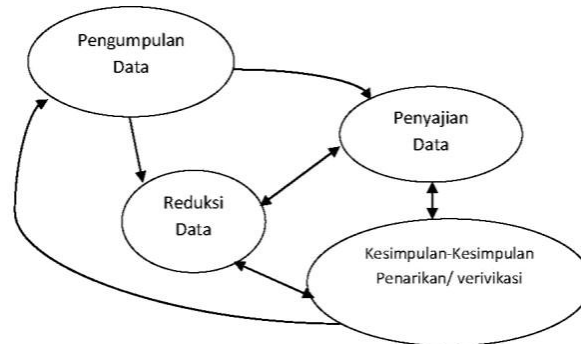 Pengumpulan
Data
Penyajian
Data
Reduksi
Data
Kesimpulan-Kesimpulan
Penarikan/ verivikasi